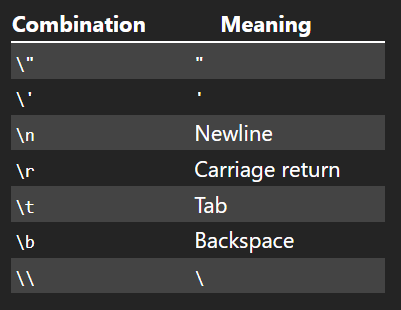 Combination Meaning
\" "
\' '
\n Newline
\r Carriage return
\t Tab
\b Backspace
\\ \